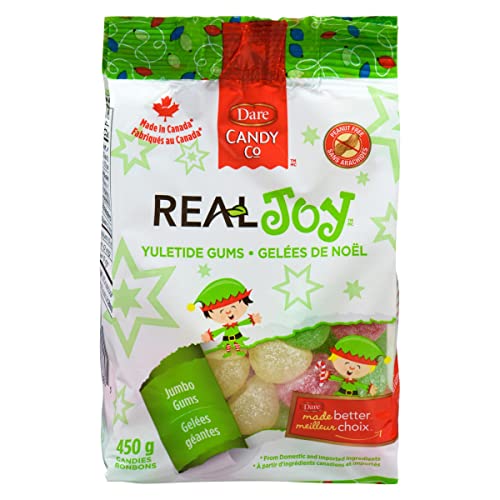 Dare
CANDY
Co
TM
MC
Made in Canada*
Fabriqués au Canada*
PEANUT FREE
SANS ARACHIDES
REAL JOY
YULETIDE GUMS • GELÉES DE NOËL
Jumbo
Gums
Gelées
géantes
Dare
made better
meilleur choix
450 g
CANDIES
BONBONS
* From Domestic and Imported Ingredients
* À partir d'ingrédients canadiens et importés